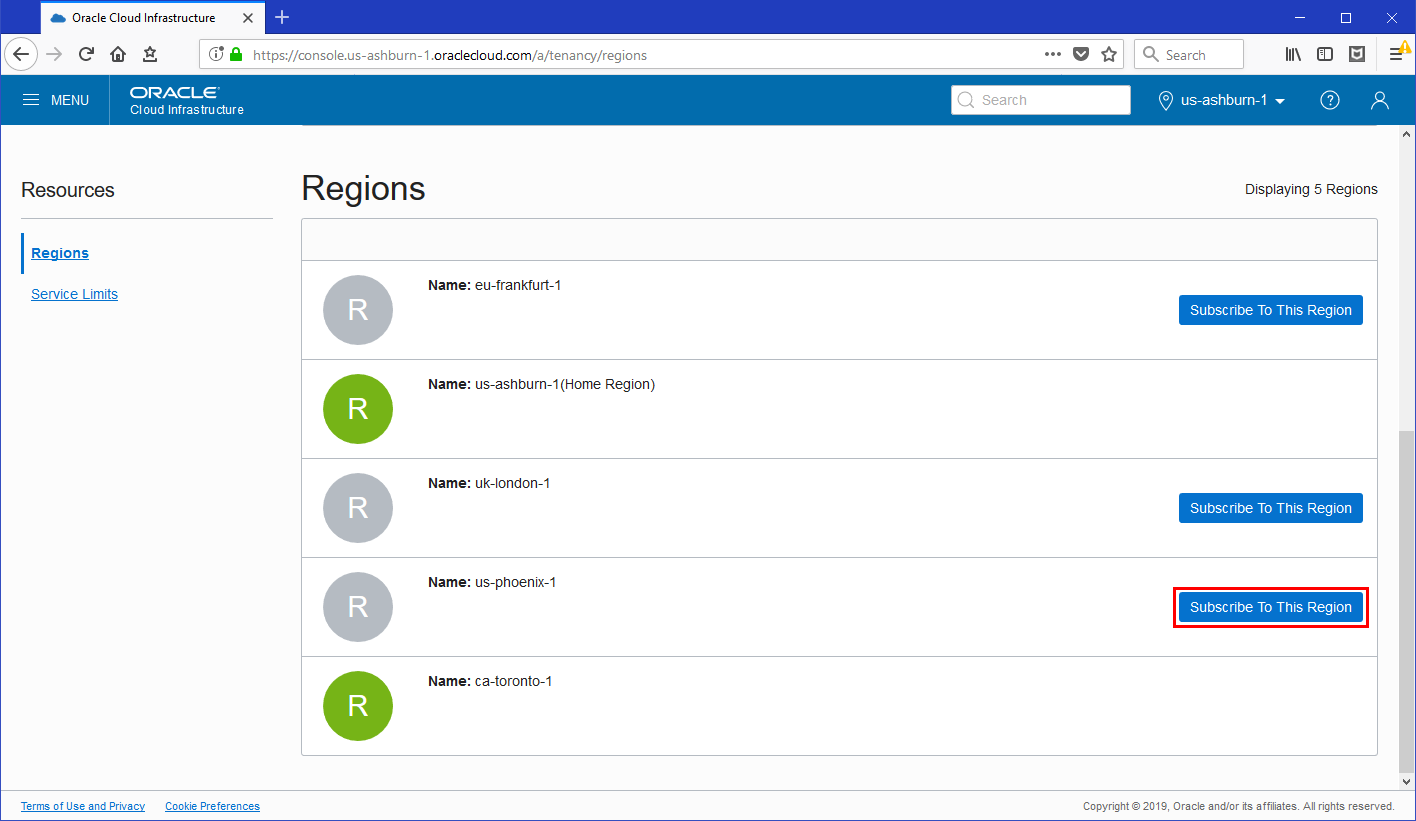 Oracle Cloud Infrastructure
https://console.us-ashburn-1.oraclecloud.com/a/tenancy/regions
Search
MENU
ORACLE
Cloud Infrastructure
Search
us-ashburn-1
?
Resources
Regions
Service Limits
Regions
Displaying 5 Regions
R
Name: eu-frankfurt-1
Subscribe To This Region
R
Name: us-ashburn-1(Home Region)
R
Name: uk-london-1
Subscribe To This Region
R
Name: us-phoenix-1
Subscribe To This Region
R
Name: ca-toronto-1
Terms of Use and Privacy
Cookie Preferences
Copyright © 2019, Oracle and/or its affiliates. All rights reserved.